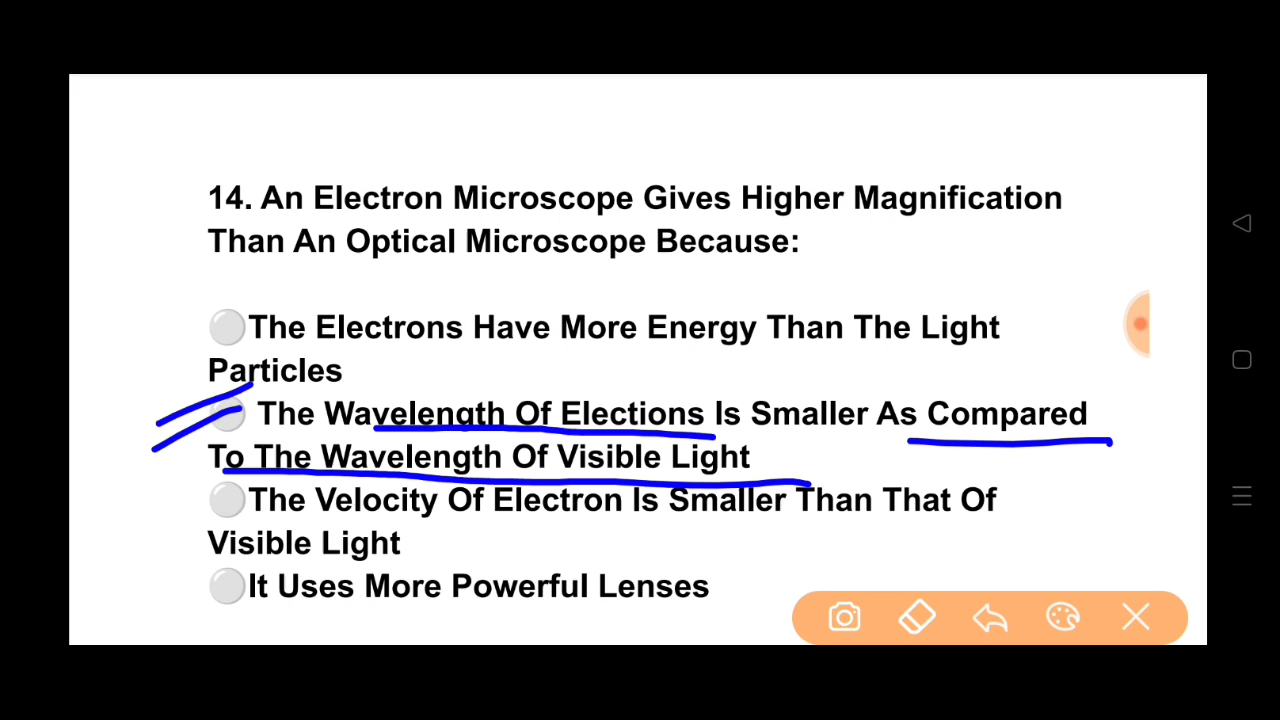 14. An Electron Microscope Gives Higher Magnification
Than An Optical Microscope Because:
The Electrons Have More Energy Than The Light
Particles
The Wavelength Of Elections Is Smaller As Compared
To The Wavelength Of Visible Light
The Velocity Of Electron Is Smaller Than That Of
Visible Light
It Uses More Powerful Lenses